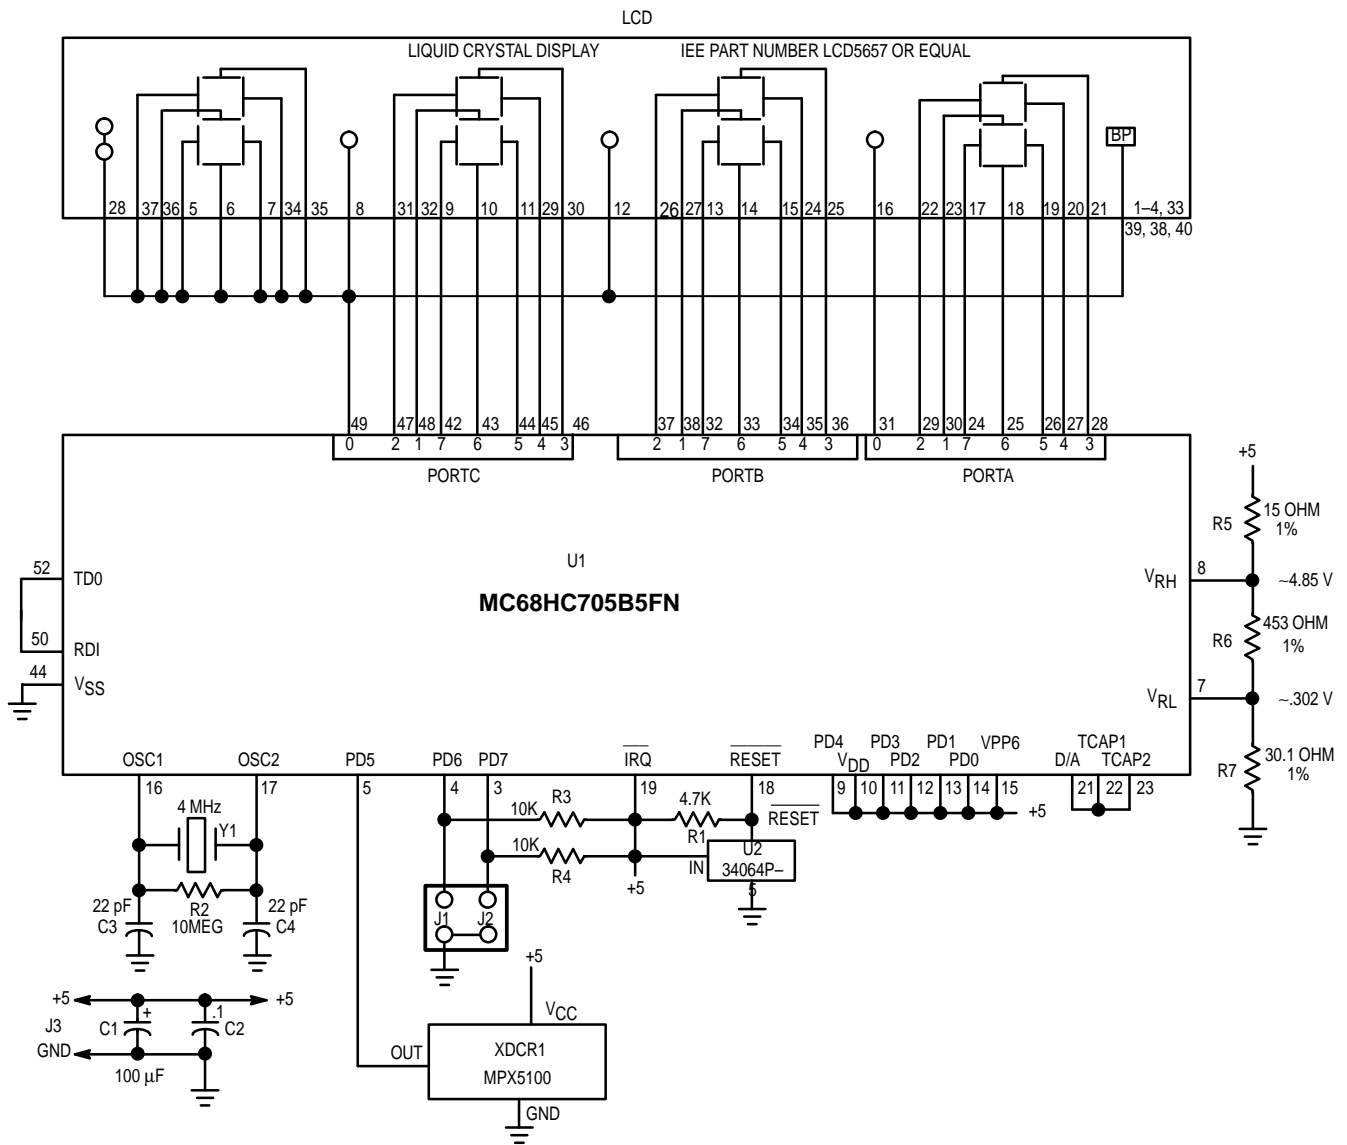 LCD
LIQUID CRYSTAL DISPLAY IEE PART NUMBER LCD5657 OR EQUAL
BP
28 37 36 5 6 7 34 35 8 31 32 9 10 11 29 30 12 26 27 13 14 15 24 25 16 22 23 17 18 19 20 21 1–4, 33
39, 38, 40
49 47 48 42 43 44 45 46 37 38 32 33 34 35 36 31 29 30 24 25 26 27 28
0 2 1 7 6 5 4 3 2 1 7 6 5 4 3 0 2 1 7 6 5 4 3
PORTC PORTB PORTA
+5
R5 15 OHM
1%
U1
MC68HC705B5FN
52 TD0
50 RDI
44 VSS
VRH 8 ~4.85 V
R6 453 OHM
1%
VRL 7 ~.302 V
R7 30.1 OHM
1%
OSC1 OSC2 PD5 PD6 PD7 IRQ RESET PD4 VDD PD3 PD2 PD1 PD0 VPP6 D/A TCAP1 TCAP2
16 17 5 4 3 19 18 9 10 11 12 13 14 15 21 22 23
+5
4 MHz
Y1
R2
10MEG
22 pF
C3
22 pF
C4
10K R3
10K R4
4.7K
R1
RESET
+5
IN
U2
34064P–
5
J1 J2
+5 +5
J3 C1 + .1 C2
GND
100 µF
+5
VCC
OUT
XDCR1
MPX5100
GND